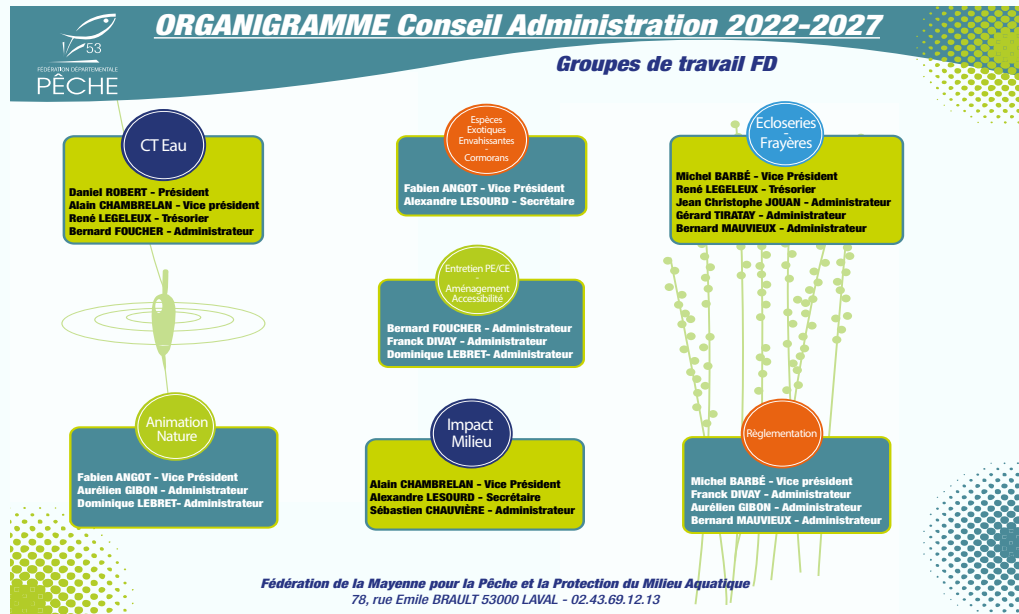 ORGANIGRAMME Conseil Administration 2022-2027
Groupes de travail FD
53
FÉDÉRATION DÉPARTEMENTALE
PÊCHE
CT Eau
Daniel ROBERT - Président
Alain CHAMBRELAN - Vice président
René LEGELEUX - Trésorier
Bernard FOUCHER - Administrateur
Espèces
Exotiques
Envahissantes
-
Cormorans
Fabien ANGOT - Vice Président
Alexandre LESOURD - Secrétaire
Ecloseries
-
Frayères
Michel BARBÉ - Vice Président
René LEGELEUX - Trésorier
Jean Christophe JOUAN - Administrateur
Gérard TIRATAY - Administrateur
Bernard MAUVIEUX - Administrateur
Entretien PE/CE
-
Aménagement
Accessibilité
Bernard FOUCHER - Administrateur
Franck DIVAY - Administrateur
Dominique LEBRET- Administrateur
Animation
Nature
Fabien ANGOT - Vice Président
Aurélien GIBON - Administrateur
Dominique LEBRET- Administrateur
Impact
Milieu
Alain CHAMBRELAN - Vice Président
Alexandre LESOURD - Secrétaire
Sébastien CHAUVIÈRE - Administrateur
Règlementation
Michel BARBÉ - Vice président
Franck DIVAY - Administrateur
Aurélien GIBON - Administrateur
Bernard MAUVIEUX - Administrateur
Fédération de la Mayenne pour la Pêche et la Protection du Milieu Aquatique
78, rue Emile BRAULT 53000 LAVAL - 02.43.69.12.13